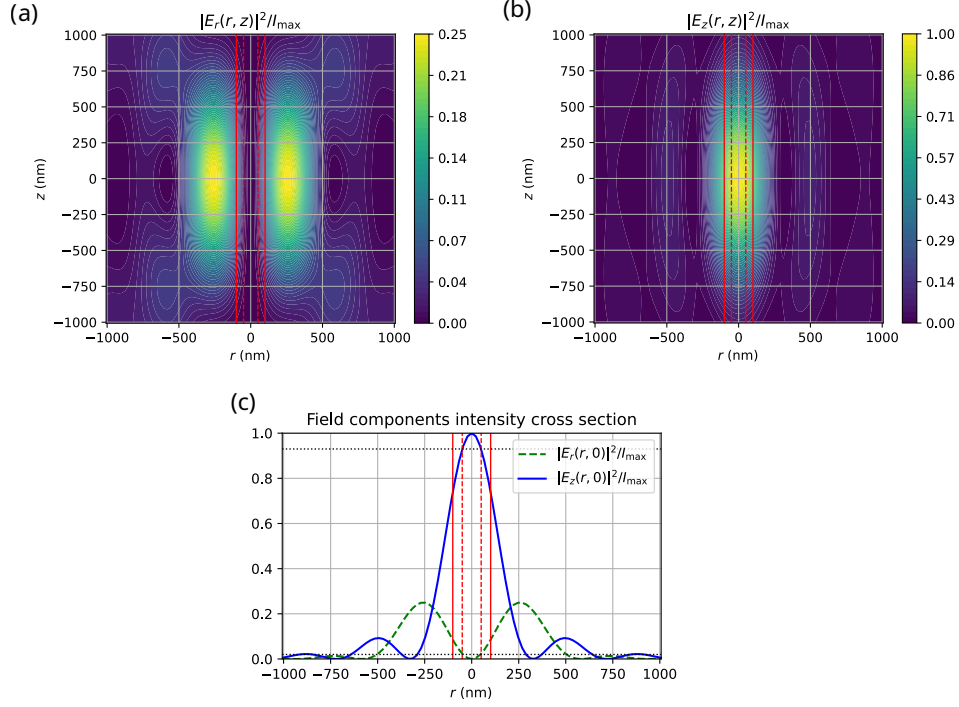 (a)
|E_r(r, z)|²/I_max
1000
750
500
250
0
−250
−500
−750
−1000
−1000 −500 0 500 1000
z (nm)
r (nm)
0.25
0.21
0.18
0.14
0.11
0.07
0.04
0.00
(b)
|E_z(r, z)|²/I_max
1000
750
500
250
0
−250
−500
−750
−1000
−1000 −500 0 500 1000
z (nm)
r (nm)
1.00
0.86
0.71
0.57
0.43
0.29
0.14
0.00
(c)
Field components intensity cross section
1.0
0.8
0.6
0.4
0.2
0.0
|E_r(r, 0)|²/I_max
|E_z(r, 0)|²/I_max
−1000 −750 −500 −250 0 250 500 750 1000
r (nm)